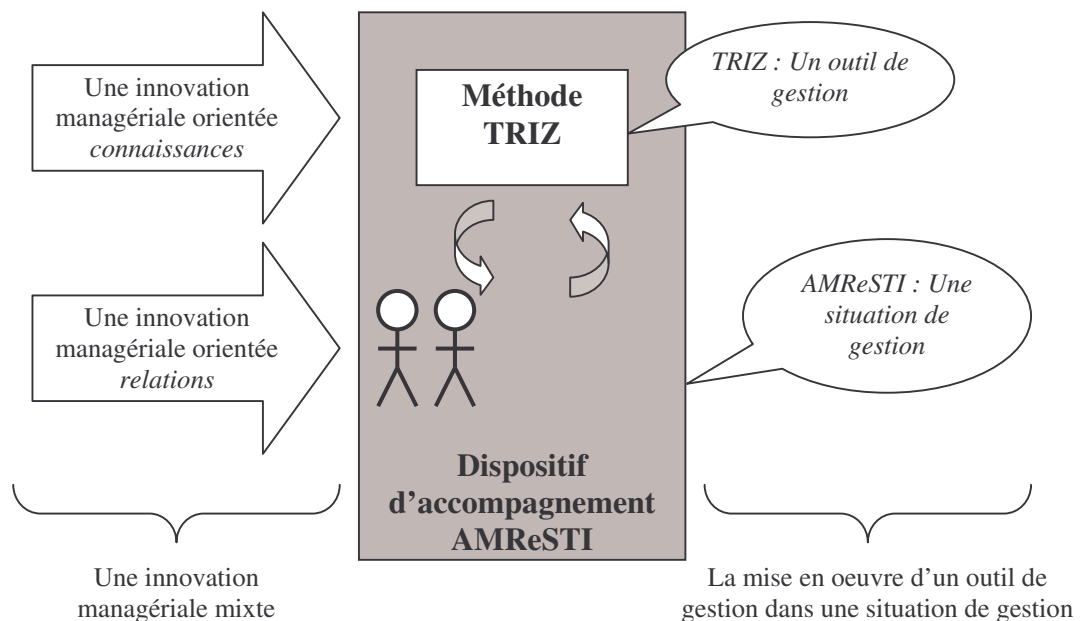 Une innovation
managériale orientée
connaissances
Méthode
TRIZ
TRIZ : Un outil de
gestion
Une innovation
managériale orientée
relations
AMReSTI : Une
situation de
gestion
Dispositif
d’accompagnement
AMReSTI
Une innovation
managériale mixte
La mise en oeuvre d’un outil de
gestion dans une situation de gestion